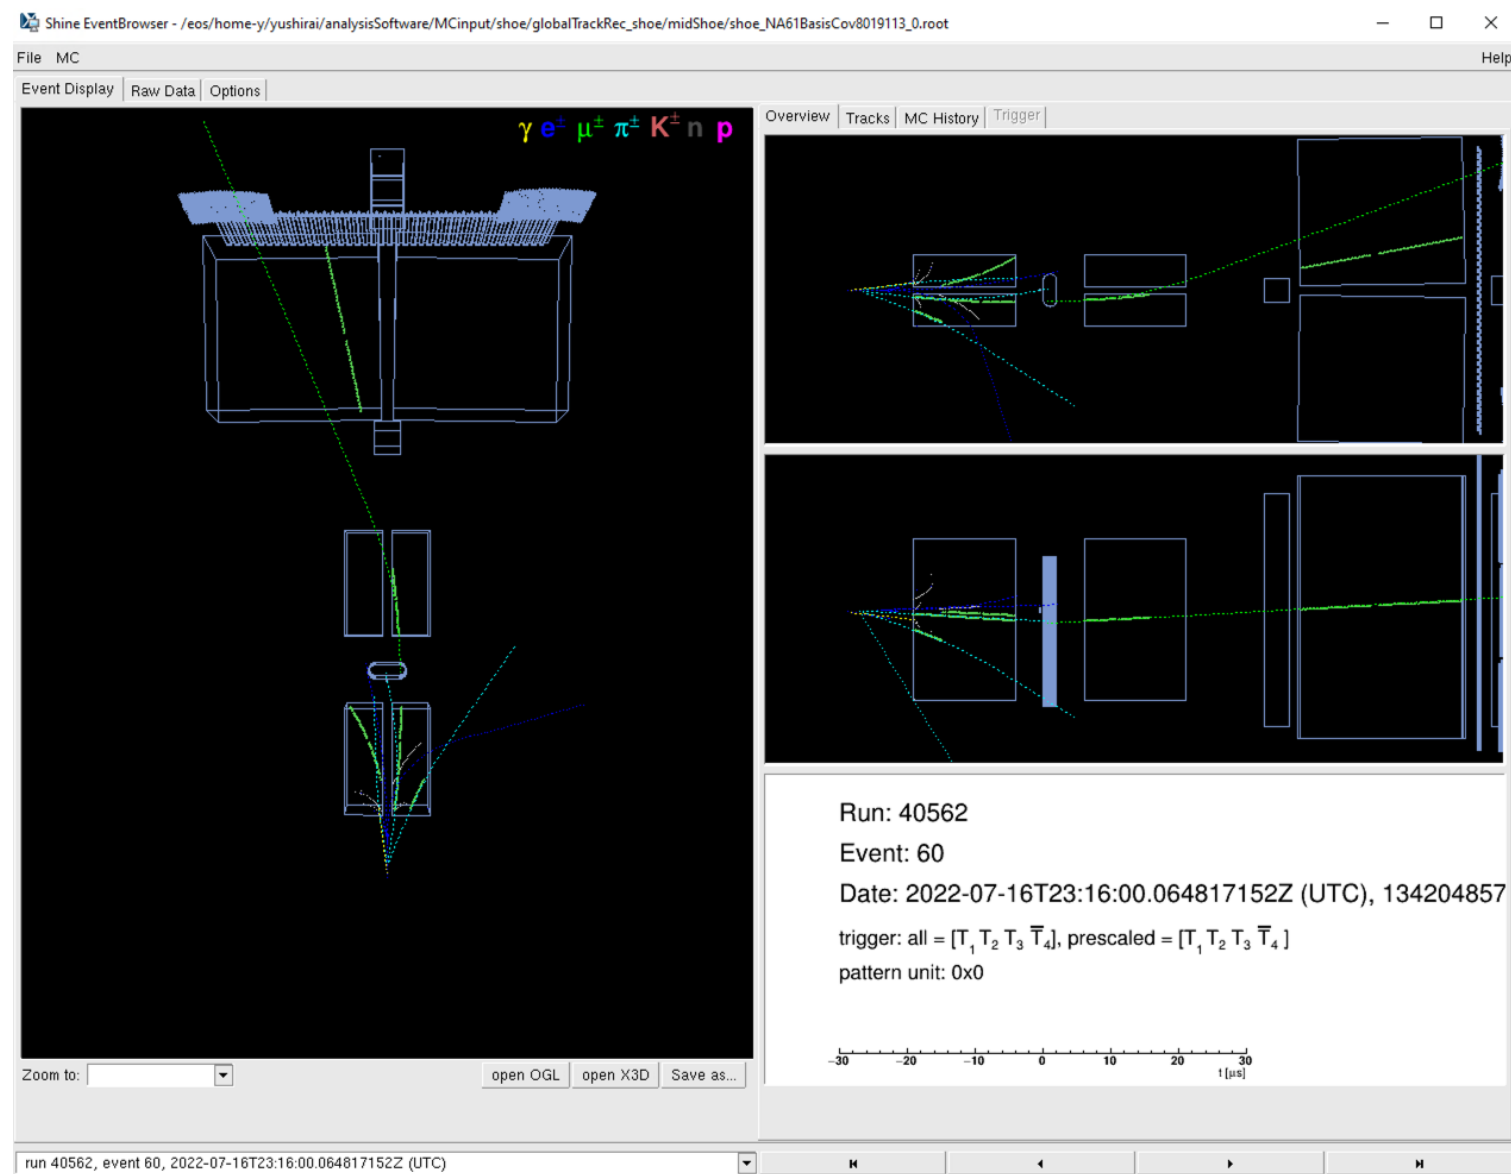 Shine EventBrowser - /eos/home-y/yushirai/analysisSoftware/MCinput/shoe/globalTrackRec_shoe/midShoe/shoe_NA61BasisCov8019113_0.root
File MC Help
Event Display Raw Data Options
γ e± μ± π± K± n p
Overview Tracks MC History Trigger
Run: 40562
Event: 60
Date: 2022-07-16T23:16:00.064817152Z (UTC), 134204857
trigger: all = [T₁ T₂ T₃ T̅₄], prescaled = [T₁ T₂ T₃ T̅₄ ]
pattern unit: 0x0
−30 −20 −10 0 10 20 30
t [μs]
Zoom to: open OGL open X3D Save as...
run 40562, event 60, 2022-07-16T23:16:00.064817152Z (UTC)